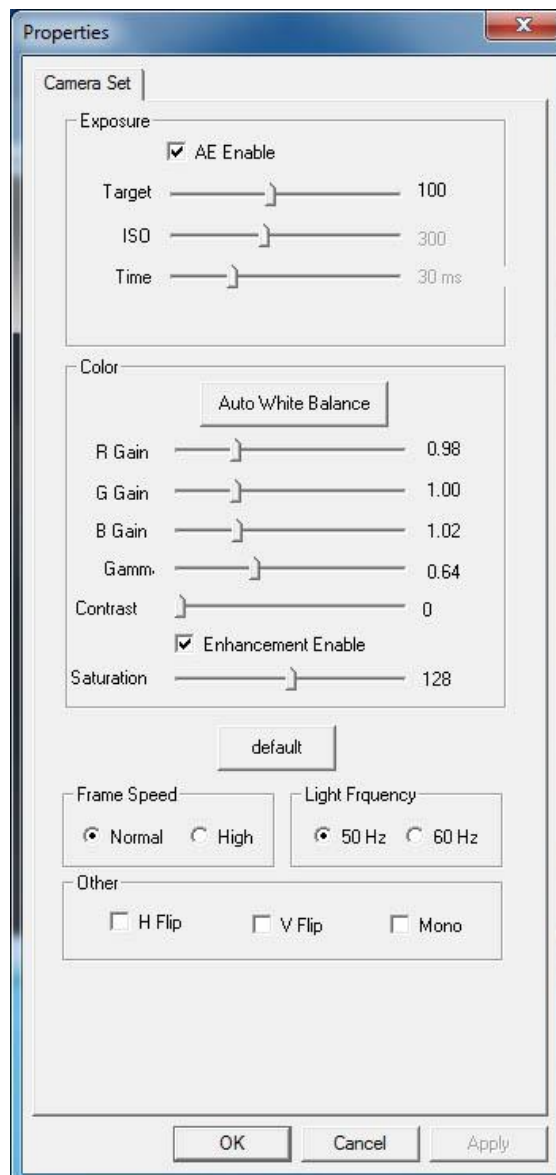 Properties
Camera Set
Exposure
AE Enable
Target 100
ISO 300
Time 30 ms
Color
Auto White Balance
R Gain 0.98
G Gain 1.00
B Gain 1.02
Gamm. 0.64
Contrast 0
Enhancement Enable
Saturation 128
default
Frame Speed Light Frquency
Normal High 50 Hz 60 Hz
Other
H Flip V Flip Mono
OK Cancel Apply